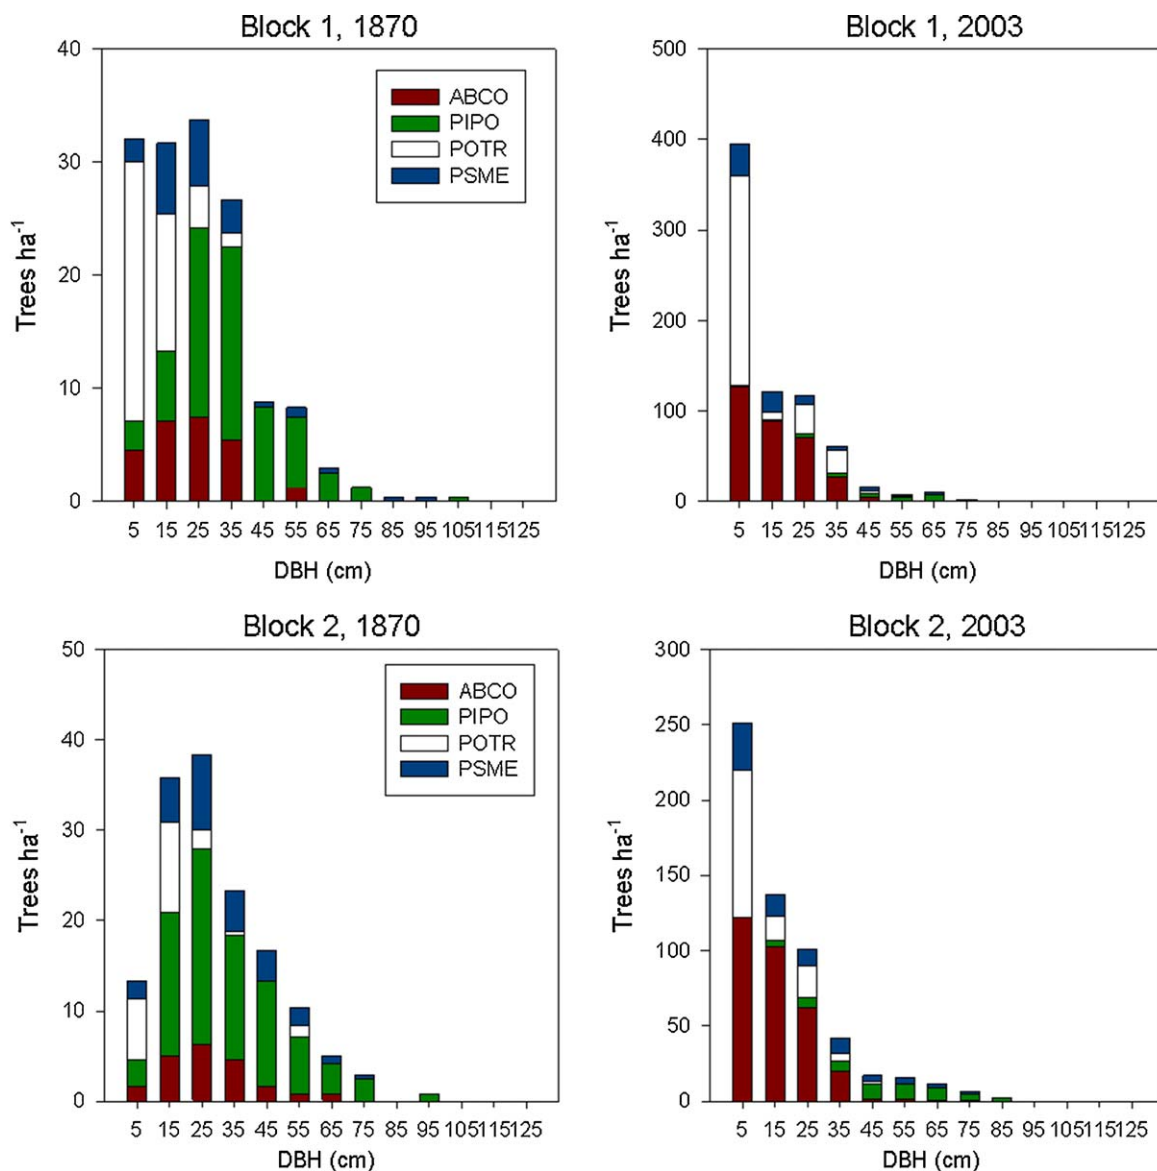 Block 1, 1870
Trees ha⁻¹
40
30
20
10
0
ABCO
PIPO
POTR
PSME
5 15 25 35 45 55 65 75 85 95 105115125
DBH (cm)
Block 1, 2003
Trees ha⁻¹
500
400
300
200
100
0
5 15 25 35 45 55 65 75 85 95 105115125
DBH (cm)
Block 2, 1870
Trees ha⁻¹
50
40
30
20
10
0
ABCO
PIPO
POTR
PSME
5 15 25 35 45 55 65 75 85 95 105115125
DBH (cm)
Block 2, 2003
Trees ha⁻¹
300
250
200
150
100
50
0
5 15 25 35 45 55 65 75 85 95 105115125
DBH (cm)